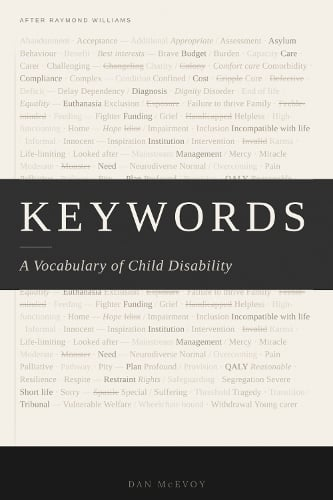 AFTER RAYMOND WILLIAMS
Abandonment · Acceptance — Additional Appropriate · Assessment · Asylum
Behaviour · Benefit · Best interests — Brave Budget · Burden · Capacity Care
Carer · Challenging — Changeling Charity / Colony · Comfort care Comorbidity ·
Compliance · Complex — Condition Confined · Cost · Cripple Cure · Defective ·
Deficit — Delay Dependency / Diagnosis · Dignity Disorder · End of life ·
Equality — Euthanasia Exclusion · Exposure · Failure to thrive Family · Feeble-
minded · Feeding — Fighter Funding · Grief · Handicapped Helpless · High-
functioning · Home — Hope Idiot / Impairment · Inclusion Incompatible with life
· Informal · Innocent — Inspiration Institution · Intervention · Invalid Karma ·
Life-limiting · Looked after — Mainstream Management · Mercy · Miracle
Moderate · Monster · Need — Neurodiverse Normal / Overcoming · Pain
KEYWORDS
A Vocabulary of Child Disability
Equality — Euthanasia Exclusion · Exposure · Failure to thrive Family · Feeble-
minded · Feeding — Fighter Funding · Grief · Handicapped Helpless · High-
functioning · Home — Hope Idiot / Impairment · Inclusion Incompatible with life
· Informal · Innocent — Inspiration Institution · Intervention · Invalid Karma ·
Life-limiting · Looked after — Mainstream Management · Mercy · Miracle
Moderate · Monster · Need — Neurodiverse Normal / Overcoming · Pain
Palliative · Pathway · Pity — Plan Profound / Provision · QALY Reasonable ·
Resilience · Respite — Restraint Rights / Safeguarding · Segregation Severe
Short life · Sorry — Spastic Special / Suffering · Threshold Tragedy · Transition ·
Tribunal — Vulnerable Welfare / Wheelchair-bound · Withdrawal Young carer
DAN McEVOY